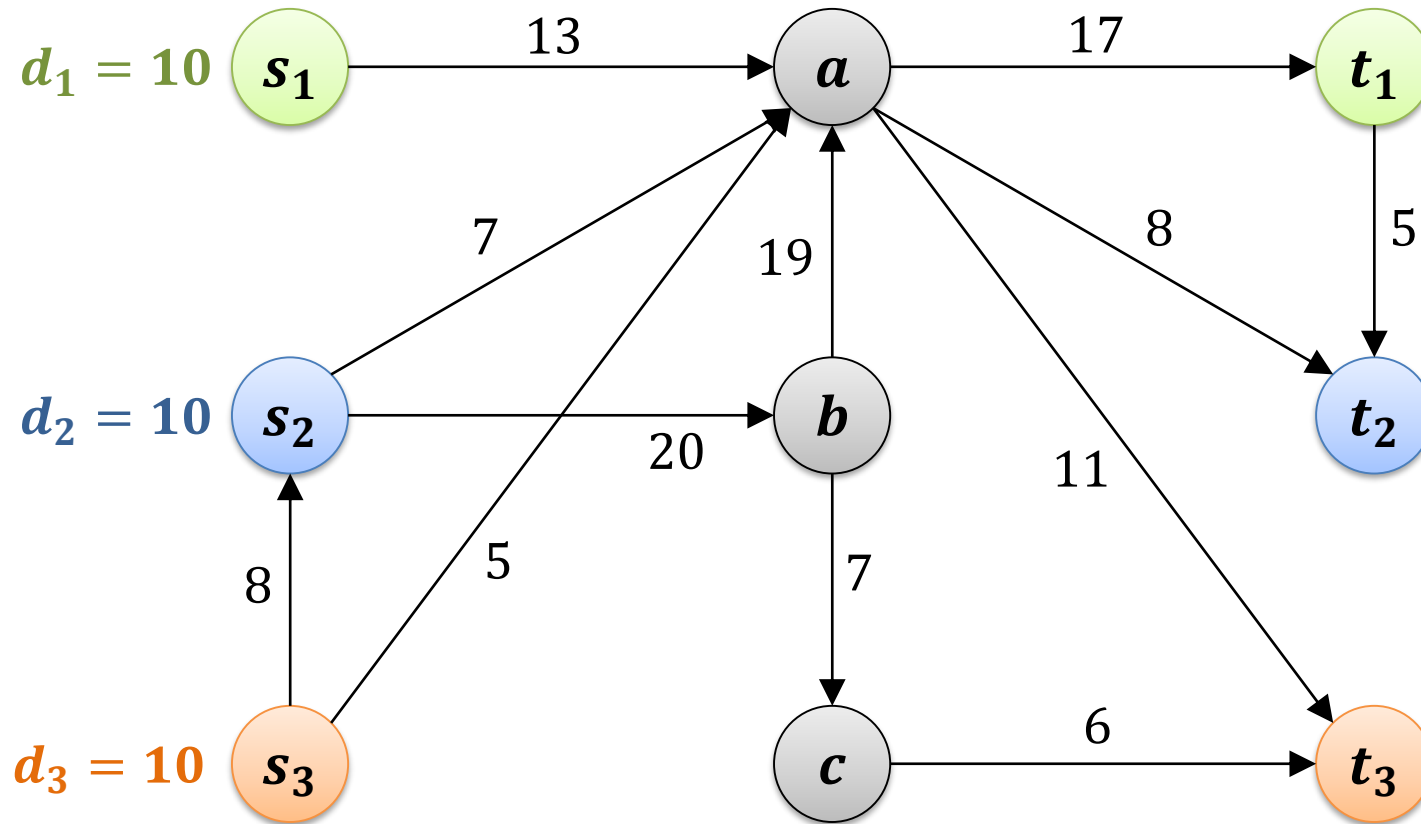 d₁ = 10 s₁ 13 a 17 t₁
7 19 8 5
d₂ = 10 s₂ 20 b t₂
11
8 5 7
d₃ = 10 s₃ c 6 t₃